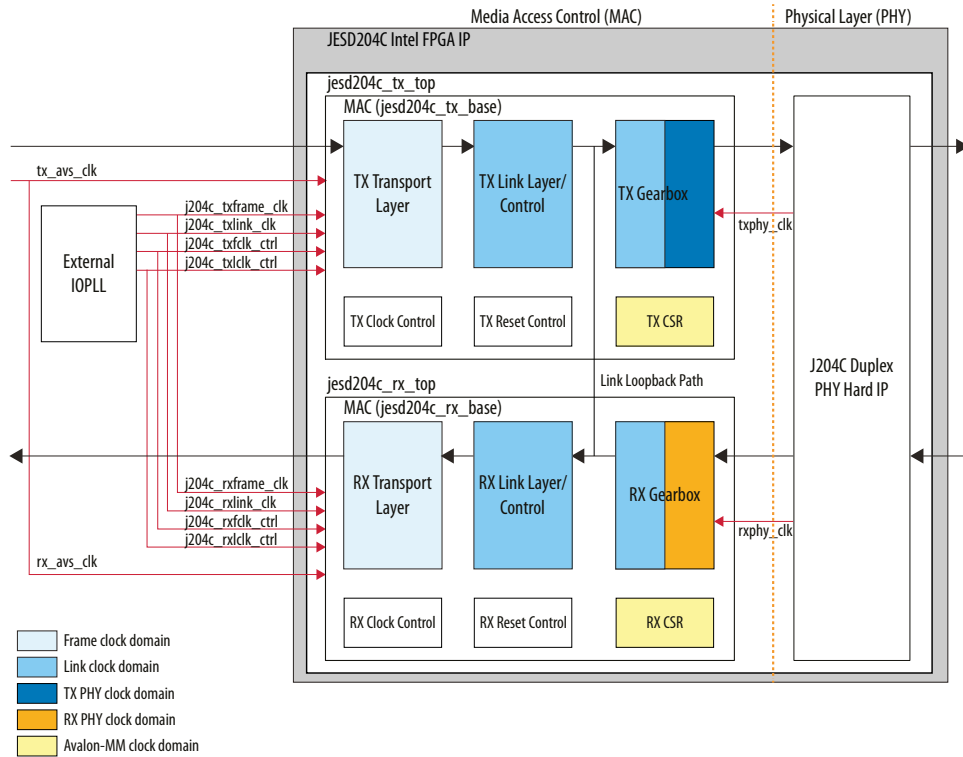 Media Access Control (MAC)
Physical Layer (PHY)
JESD204C Intel FPGA IP
jesd204c_tx_top
MAC (jesd204c_tx_base)
tx_avs_clk
TX Transport
Layer
TX Link Layer/
Control
TX Gearbox
j204c_txframe_clk
j204c_txlink_clk
j204c_txfclk_ctrl
j204c_txlclk_ctrl
txphy_clk
External
IOPLL
TX Clock Control
TX Reset Control
TX CSR
J204C Duplex
PHY Hard IP
Link Loopback Path
jesd204c_rx_top
MAC (jesd204c_rx_base)
RX Transport
Layer
RX Link Layer/
Control
RX Gearbox
j204c_rxframe_clk
j204c_rxlink_clk
j204c_rxfclk_ctrl
j204c_rxlclk_ctrl
rxphy_clk
rx_avs_clk
RX Clock Control
RX Reset Control
RX CSR
Frame clock domain
Link clock domain
TX PHY clock domain
RX PHY clock domain
Avalon-MM clock domain